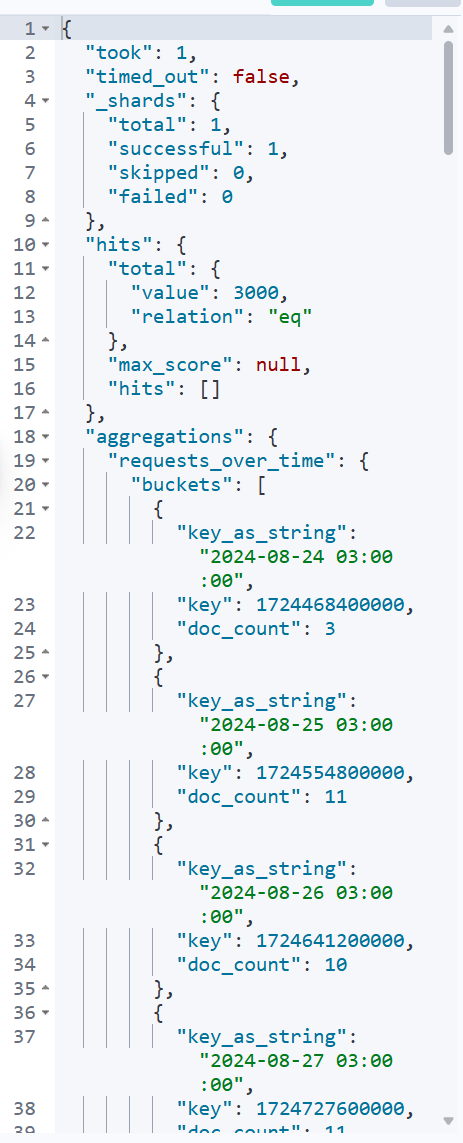 1 {
2 "took": 1,
3 "timed_out": false,
4 "_shards": {
5 "total": 1,
6 "successful": 1,
7 "skipped": 0,
8 "failed": 0
9 },
10 "hits": {
11 "total": {
12 "value": 3000,
13 "relation": "eq"
14 },
15 "max_score": null,
16 "hits": []
17 },
18 "aggregations": {
19 "requests_over_time": {
20 "buckets": [
21 {
22 "key_as_string":
"2024-08-24 03:00
:00",
23 "key": 1724468400000,
24 "doc_count": 3
25 },
26 {
27 "key_as_string":
"2024-08-25 03:00
:00",
28 "key": 1724554800000,
29 "doc_count": 11
30 },
31 {
32 "key_as_string":
"2024-08-26 03:00
:00",
33 "key": 1724641200000,
34 "doc_count": 10
35 },
36 {
37 "key_as_string":
"2024-08-27 03:00
:00",
38 "key": 1724727600000,
39 "doc_count": 11